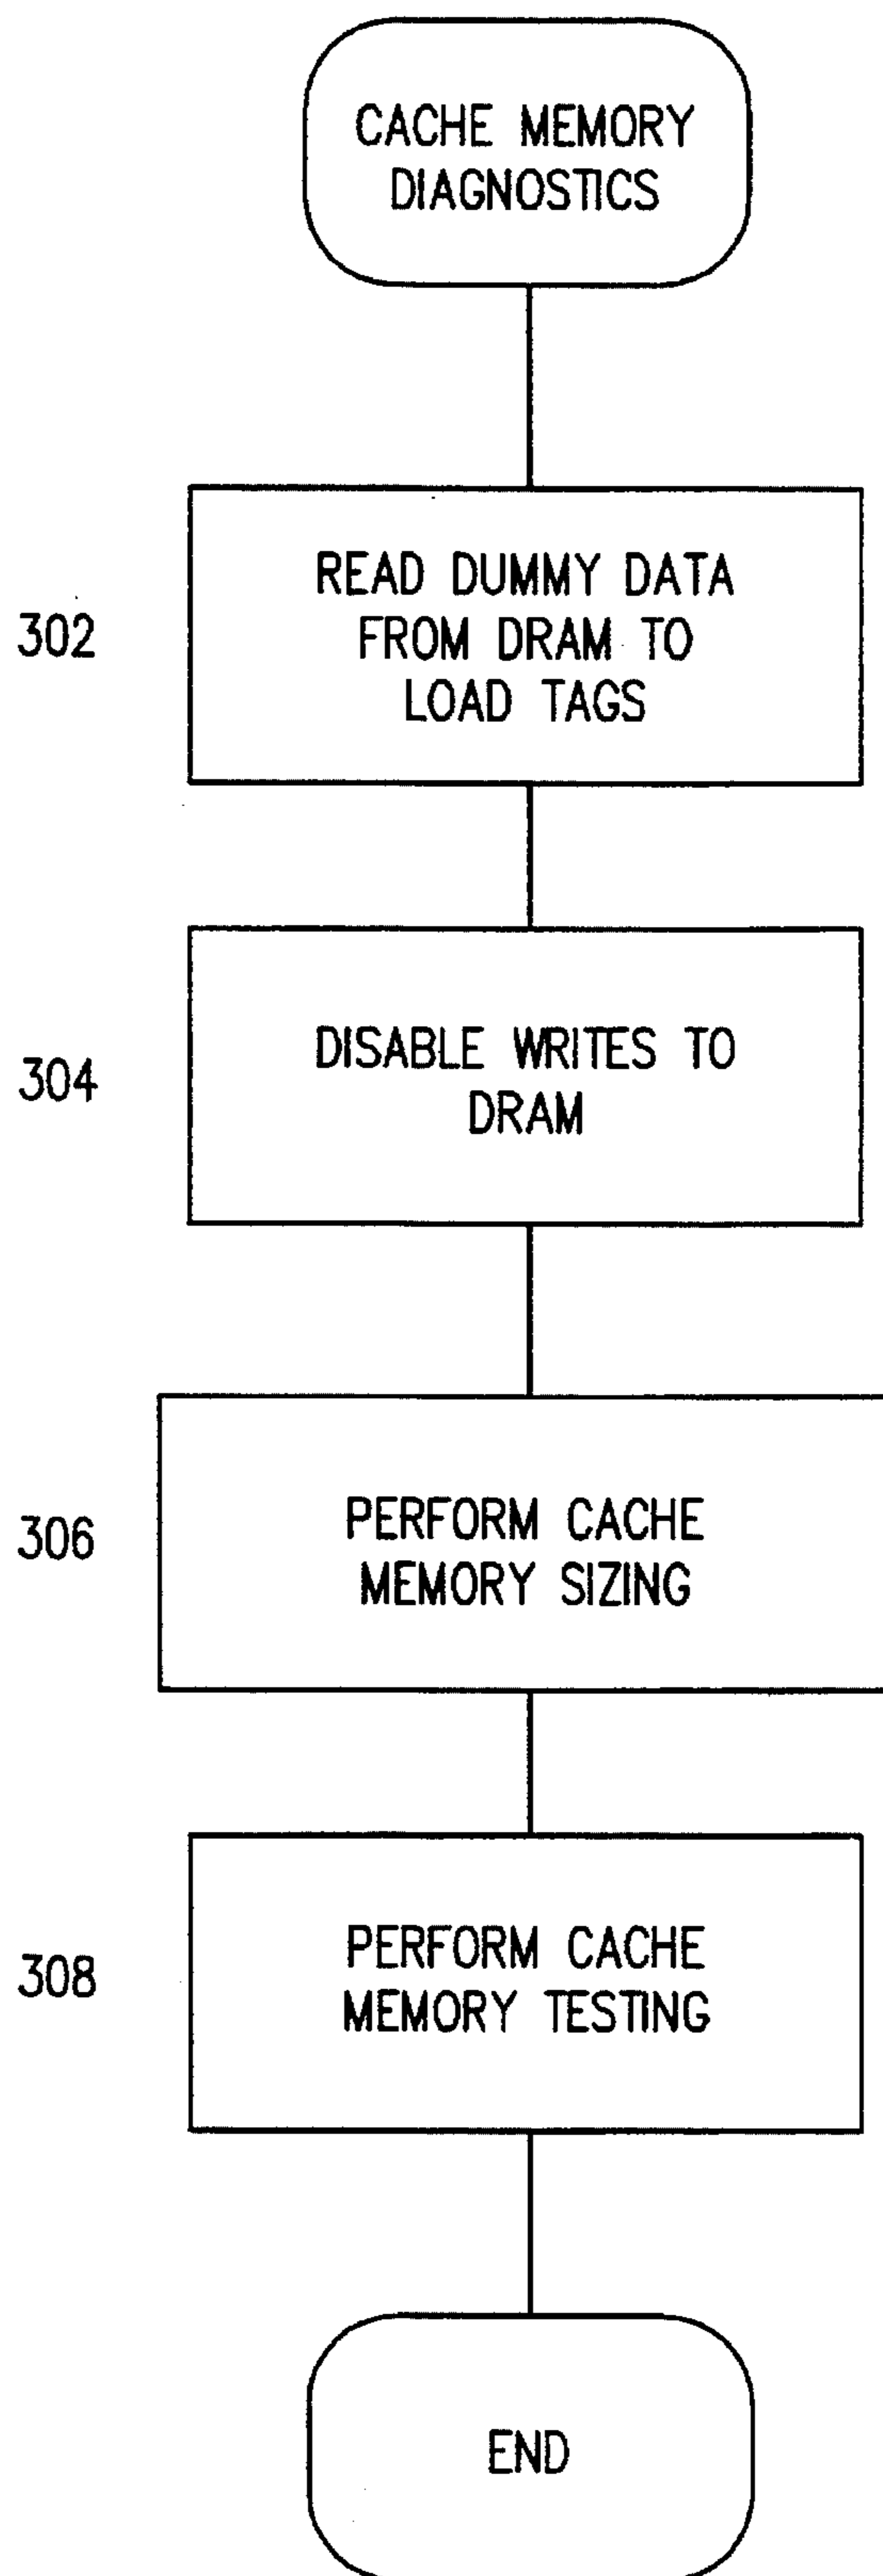 CACHE MEMORY
DIAGNOSTICS
READ DUMMY DATA
302
FROM DRAM TO
LOAD TAGS
DISABLE WRITES TO
304
DRAM
PERFORM CACHE
306
MEMORY SIZING
PERFORM CACHE
308
MEMORY TESTING
END